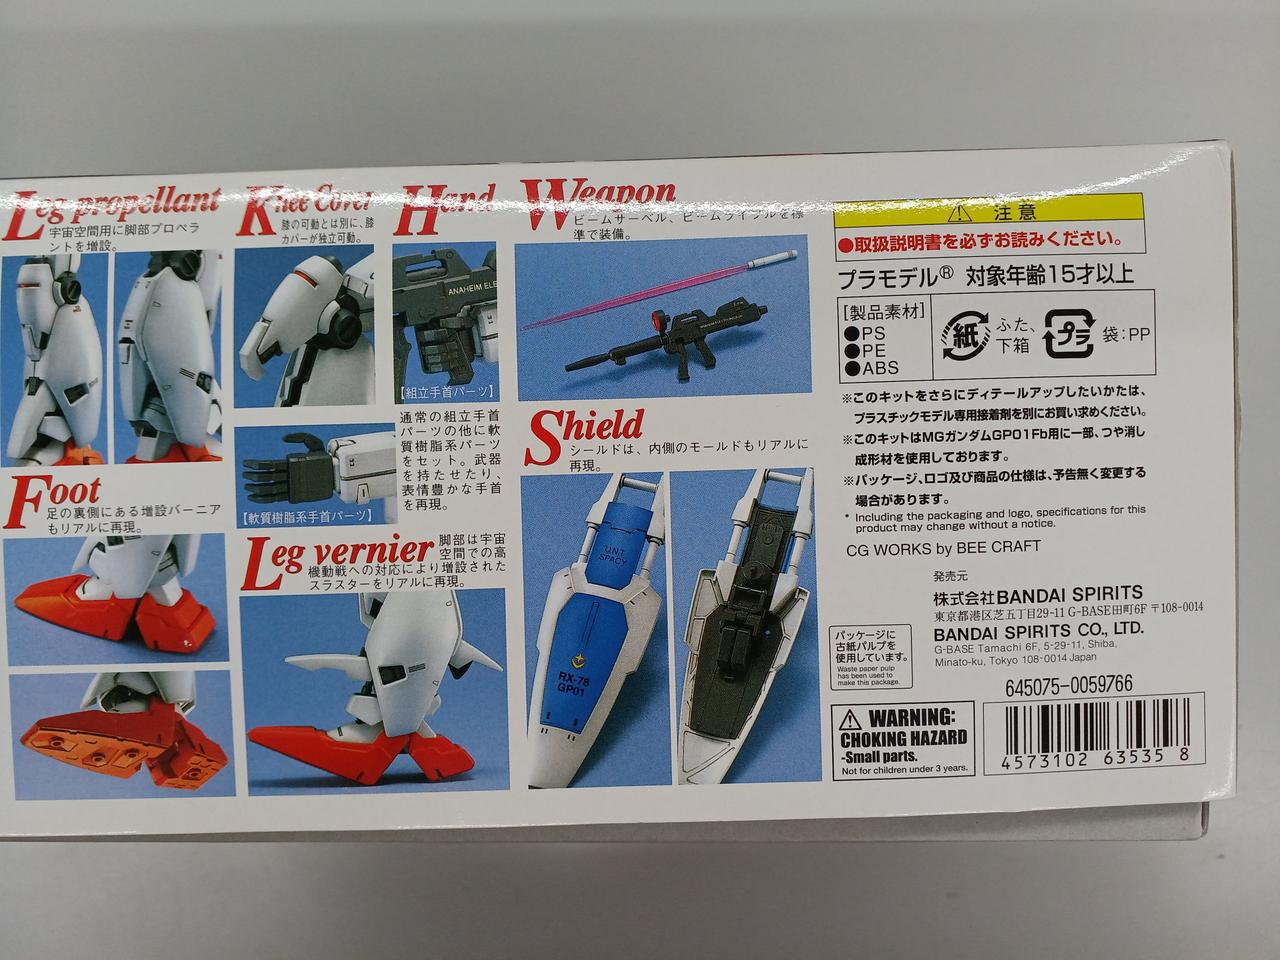 Leg propellant
宇宙空間用に脚部プロペラ
ントを増設。
Knee Cover
膝の可動とは別に、膝
カバーが独立可動。
Hand
ANAHEIM ELE
【組立手首パーツ】
通常の組立手首
パーツの他に軟
質樹脂系パーツ
をセット。武器
を持たせたり、
表情豊かな手首
を再現。
【軟質樹脂系手首パーツ】
Foot
足の裏側にある増設バーニア
もリアルに再現。
Leg vernier
脚部は宇宙
空間での高
機動戦への対応により増設された
スラスターをリアルに再現。
Weapon
ビームサーベル、ビームライフルを標
準で装備。
Shield
シールドは、内側のモールドもリアルに
再現。
U.N.T
SPACY
RX-78
GP01
注意
●取扱説明書を必ずお読みください。
プラモデル® 対象年齢15才以上
[製品素材]
●PS
●PE
●ABS
紙
ふた、
下箱
プラ
袋:PP
※このキットをさらにディテールアップしたいかたは、
プラスチックモデル専用接着剤を別にお買い求めください。
※このキットはMGガンダムGP01Fb用に一部、つや消し
成形材を使用しております。
※パッケージ、ロゴ及び商品の仕様は、予告無く変更する
場合があります。
* Including the packaging and logo, specifications for this
product may change without a notice.
CG WORKS by BEE CRAFT
発売元
株式会社BANDAI SPIRITS
東京都港区芝五丁目29-11 G-BASE田町6F 〒108-0014
BANDAI SPIRITS CO., LTD.
G-BASE Tamachi 6F, 5-29-11, Shiba,
Minato-ku, Tokyo 108-0014 Japan
パッケージに
古紙パルプを
使用しています。
Waste paper pulp
has been used to
make this package.
645075-0059766
WARNING:
CHOKING HAZARD
-Small parts.
Not for children under 3 years.
4573102 63535 8